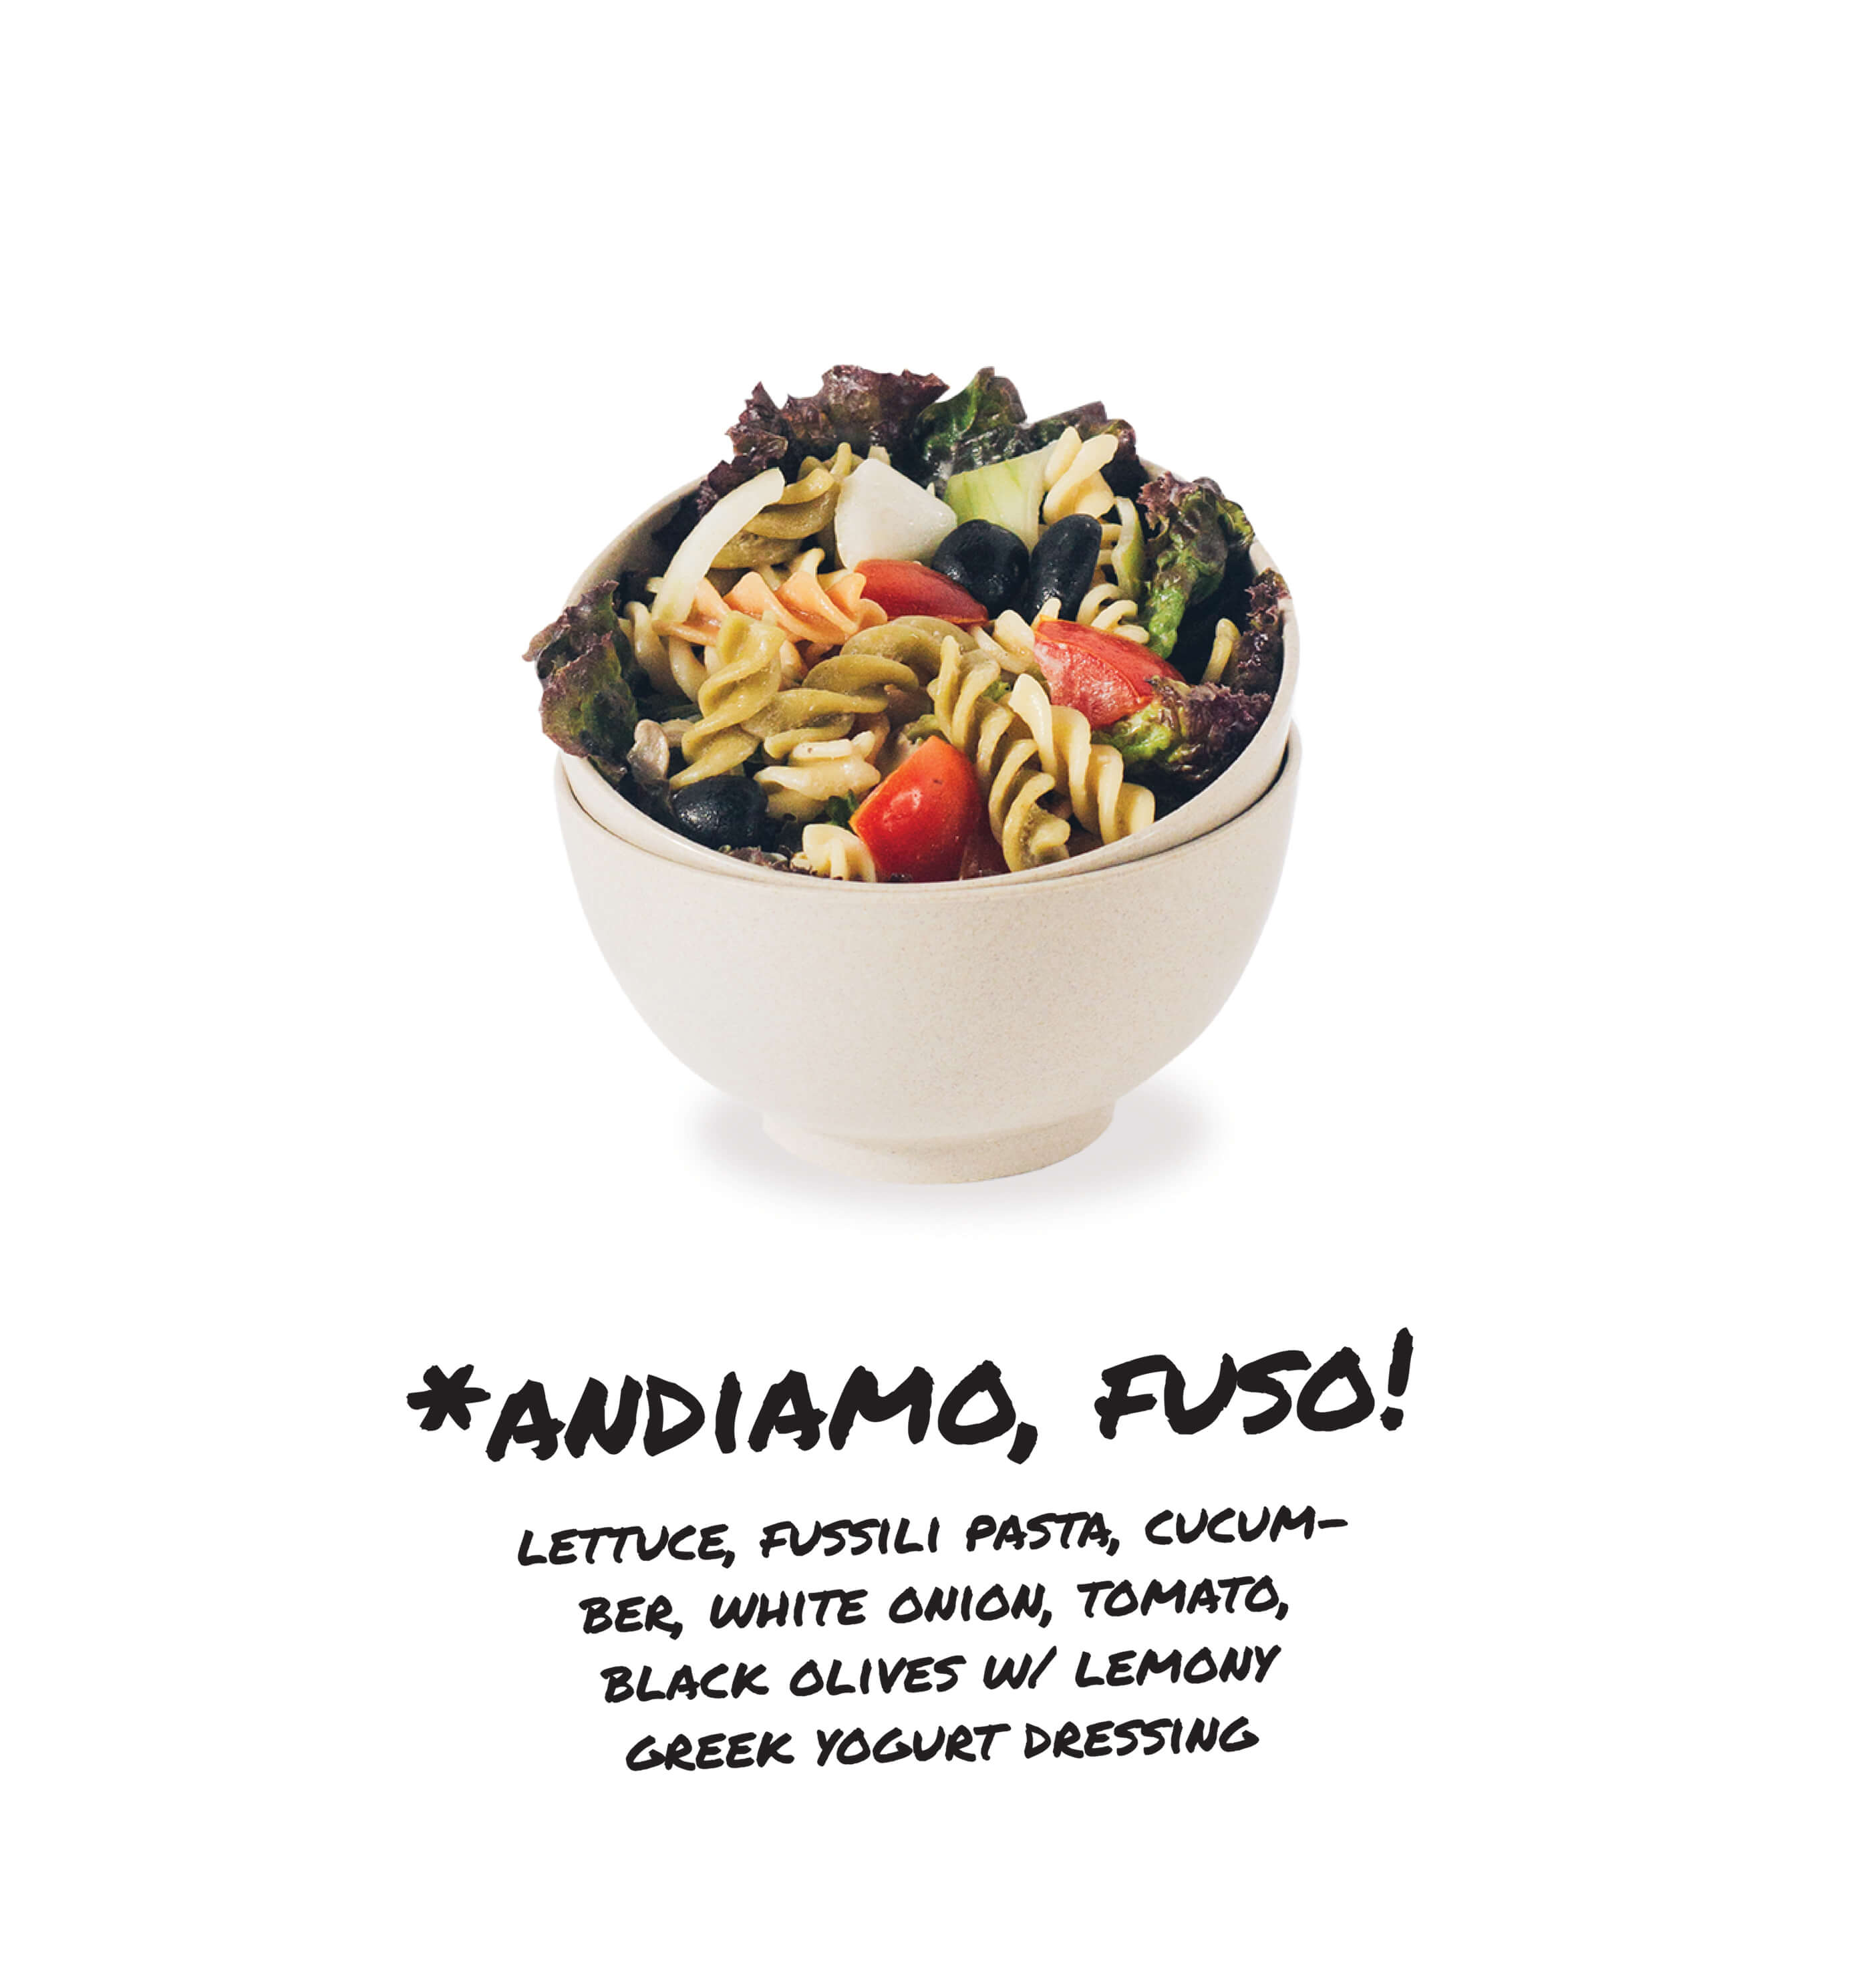 *ANDIAMO, FUSO!
LETTUCE, FUSSILI PASTA, CUCUM-
BER, WHITE ONION, TOMATO,
BLACK OLIVES W/ LEMONY
GREEK YOGURT DRESSING